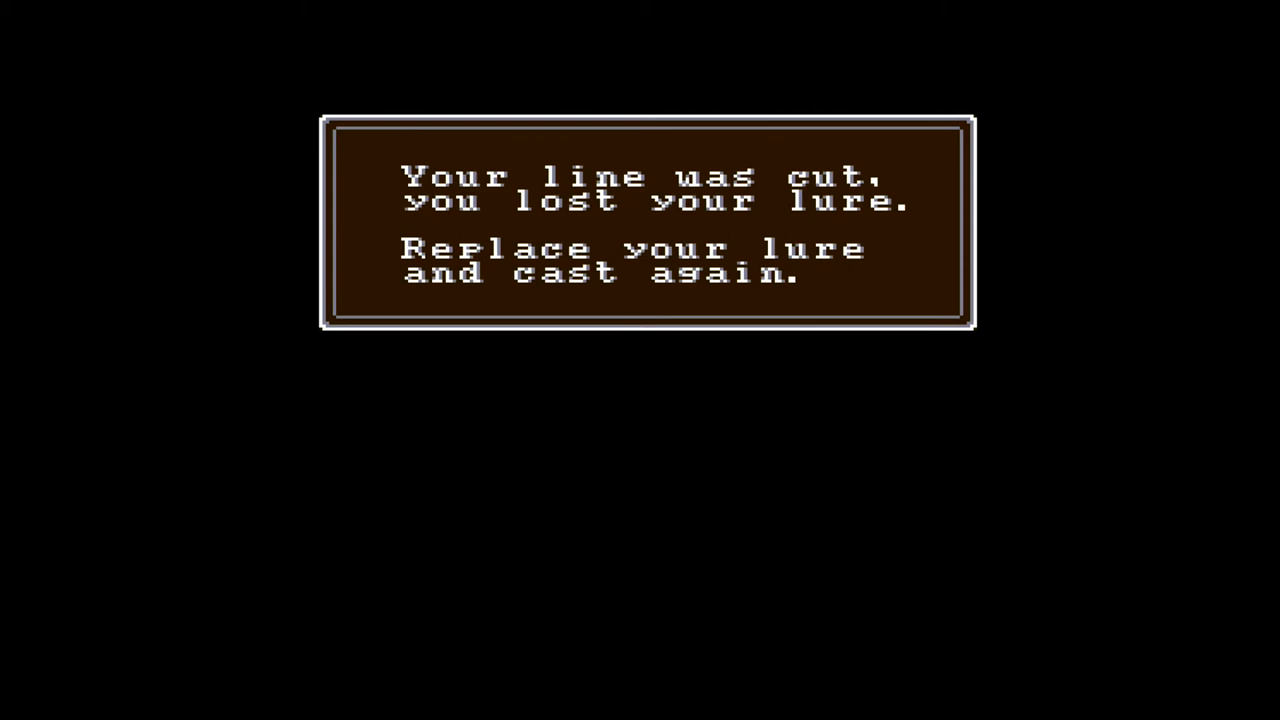 Your line was cut,
you lost your lure.
Replace your lure
and cast again.